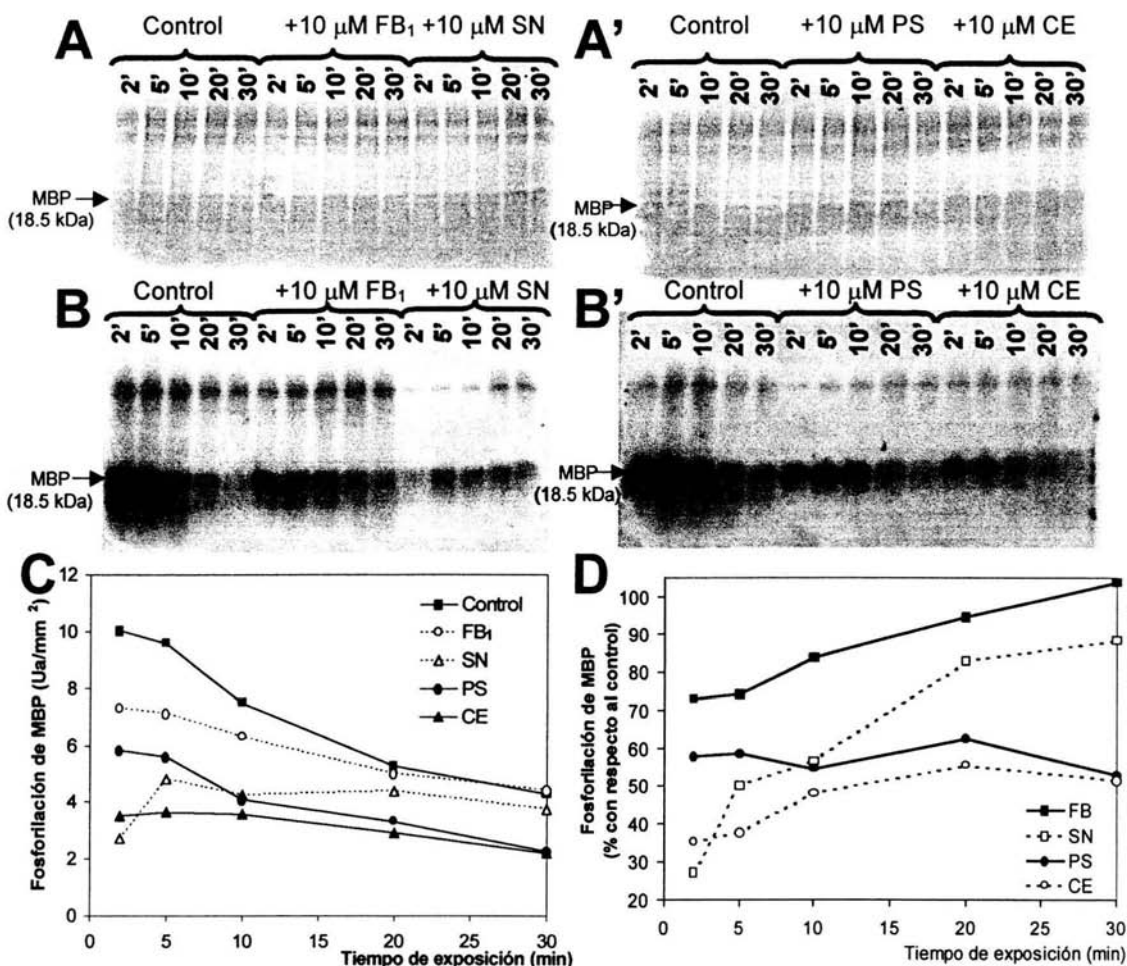 A
Control
+10 µM FB1
+10 µM SN
2' 5' 10' 20' 30' 2' 5' 10' 20' 30' 2' 5' 10' 20' 30'
MBP
(18.5 kDa)
A'
Control
+10 µM PS
+10 µM CE
2' 5' 10' 20' 30' 2' 5' 10' 20' 30' 2' 5' 10' 20' 30'
MBP
(18.5 kDa)
B
Control
+10 µM FB1
+10 µM SN
2' 5' 10' 20' 30' 2' 5' 10' 20' 30' 2' 5' 10' 20' 30'
MBP
(18.5 kDa)
B'
Control
+10 µM PS
+10 µM CE
2' 5' 10' 20' 30' 2' 5' 10' 20' 30' 2' 5' 10' 20' 30'
MBP
(18.5 kDa)
C
Fosforilación de MBP (Ua/mm ²)
12
10
8
6
4
2
0
Control
FB1
SN
PS
CE
0 5 10 15 20 25 30
Tiempo de exposición (min)
D
Fosforilación de MBP
(% con respecto al control)
100
90
80
70
60
50
40
30
20
FB
SN
PS
CE
0 5 10 15 20 25 30
Tiempo de exposición (min)